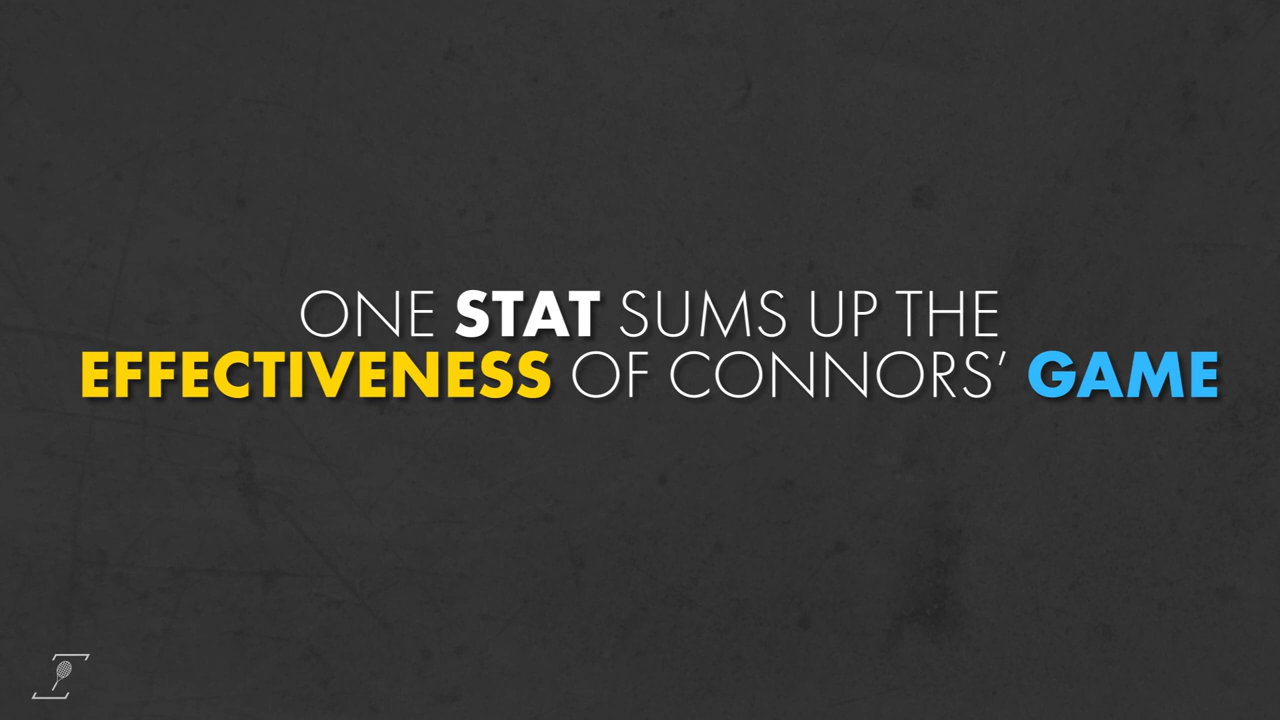 ONE STAT SUMS UP THE
EFFECTIVENESS OF CONNORS’ GAME